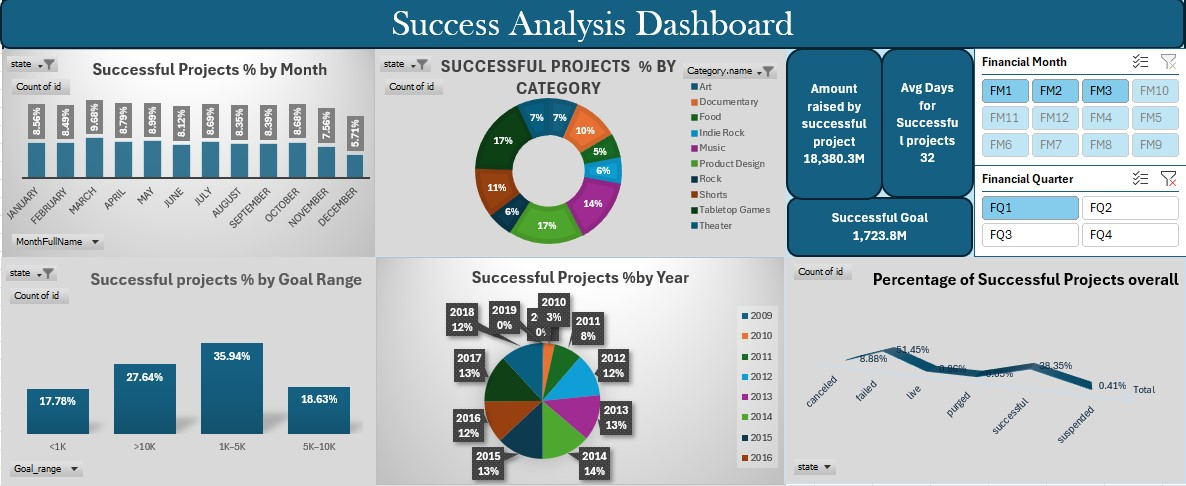 Success Analysis Dashboard
state
Successful Projects % by Month
Count of id
8.56%
8.49%
9.68%
8.79%
8.99%
8.12%
8.69%
8.35%
8.39%
8.68%
7.56%
5.71%
JANUARY
FEBRUARY
MARCH
APRIL
MAY
JUNE
JULY
AUGUST
SEPTEMBER
OCTOBER
NOVEMBER
DECEMBER
MonthFullName
state
SUCCESSFUL PROJECTS % BY
CATEGORY
Count of id
Category.name
7%
10%
5%
6%
14%
17%
6%
11%
17%
7%
Art
Documentary
Food
Indie Rock
Music
Product Design
Rock
Shorts
Tabletop Games
Theater
Amount
raised by
successful
project
18,380.3M
Avg Days
for
Successfu
l projects
32
Successful Goal
1,723.8M
Financial Month
FM1
FM2
FM3
FM10
FM11
FM12
FM4
FM5
FM6
FM7
FM8
FM9
Financial Quarter
FQ1
FQ2
FQ3
FQ4
state
Successful projects % by Goal Range
Count of id
17.78%
27.64%
35.94%
18.63%
<1K
>10K
1K–5K
5K–10K
Goal_range
Successful Projects %by Year
2010
3%
2011
8%
2012
12%
2013
13%
2014
14%
2015
13%
2016
12%
2017
13%
2018
12%
2019
0%
0%
2009
2010
2011
2012
2013
2014
2015
2016
Count of id
Percentage of Successful Projects overall
8.88%
51.45%
38.35%
0.41%
Total
canceled
failed
live
purged
successful
suspended
state